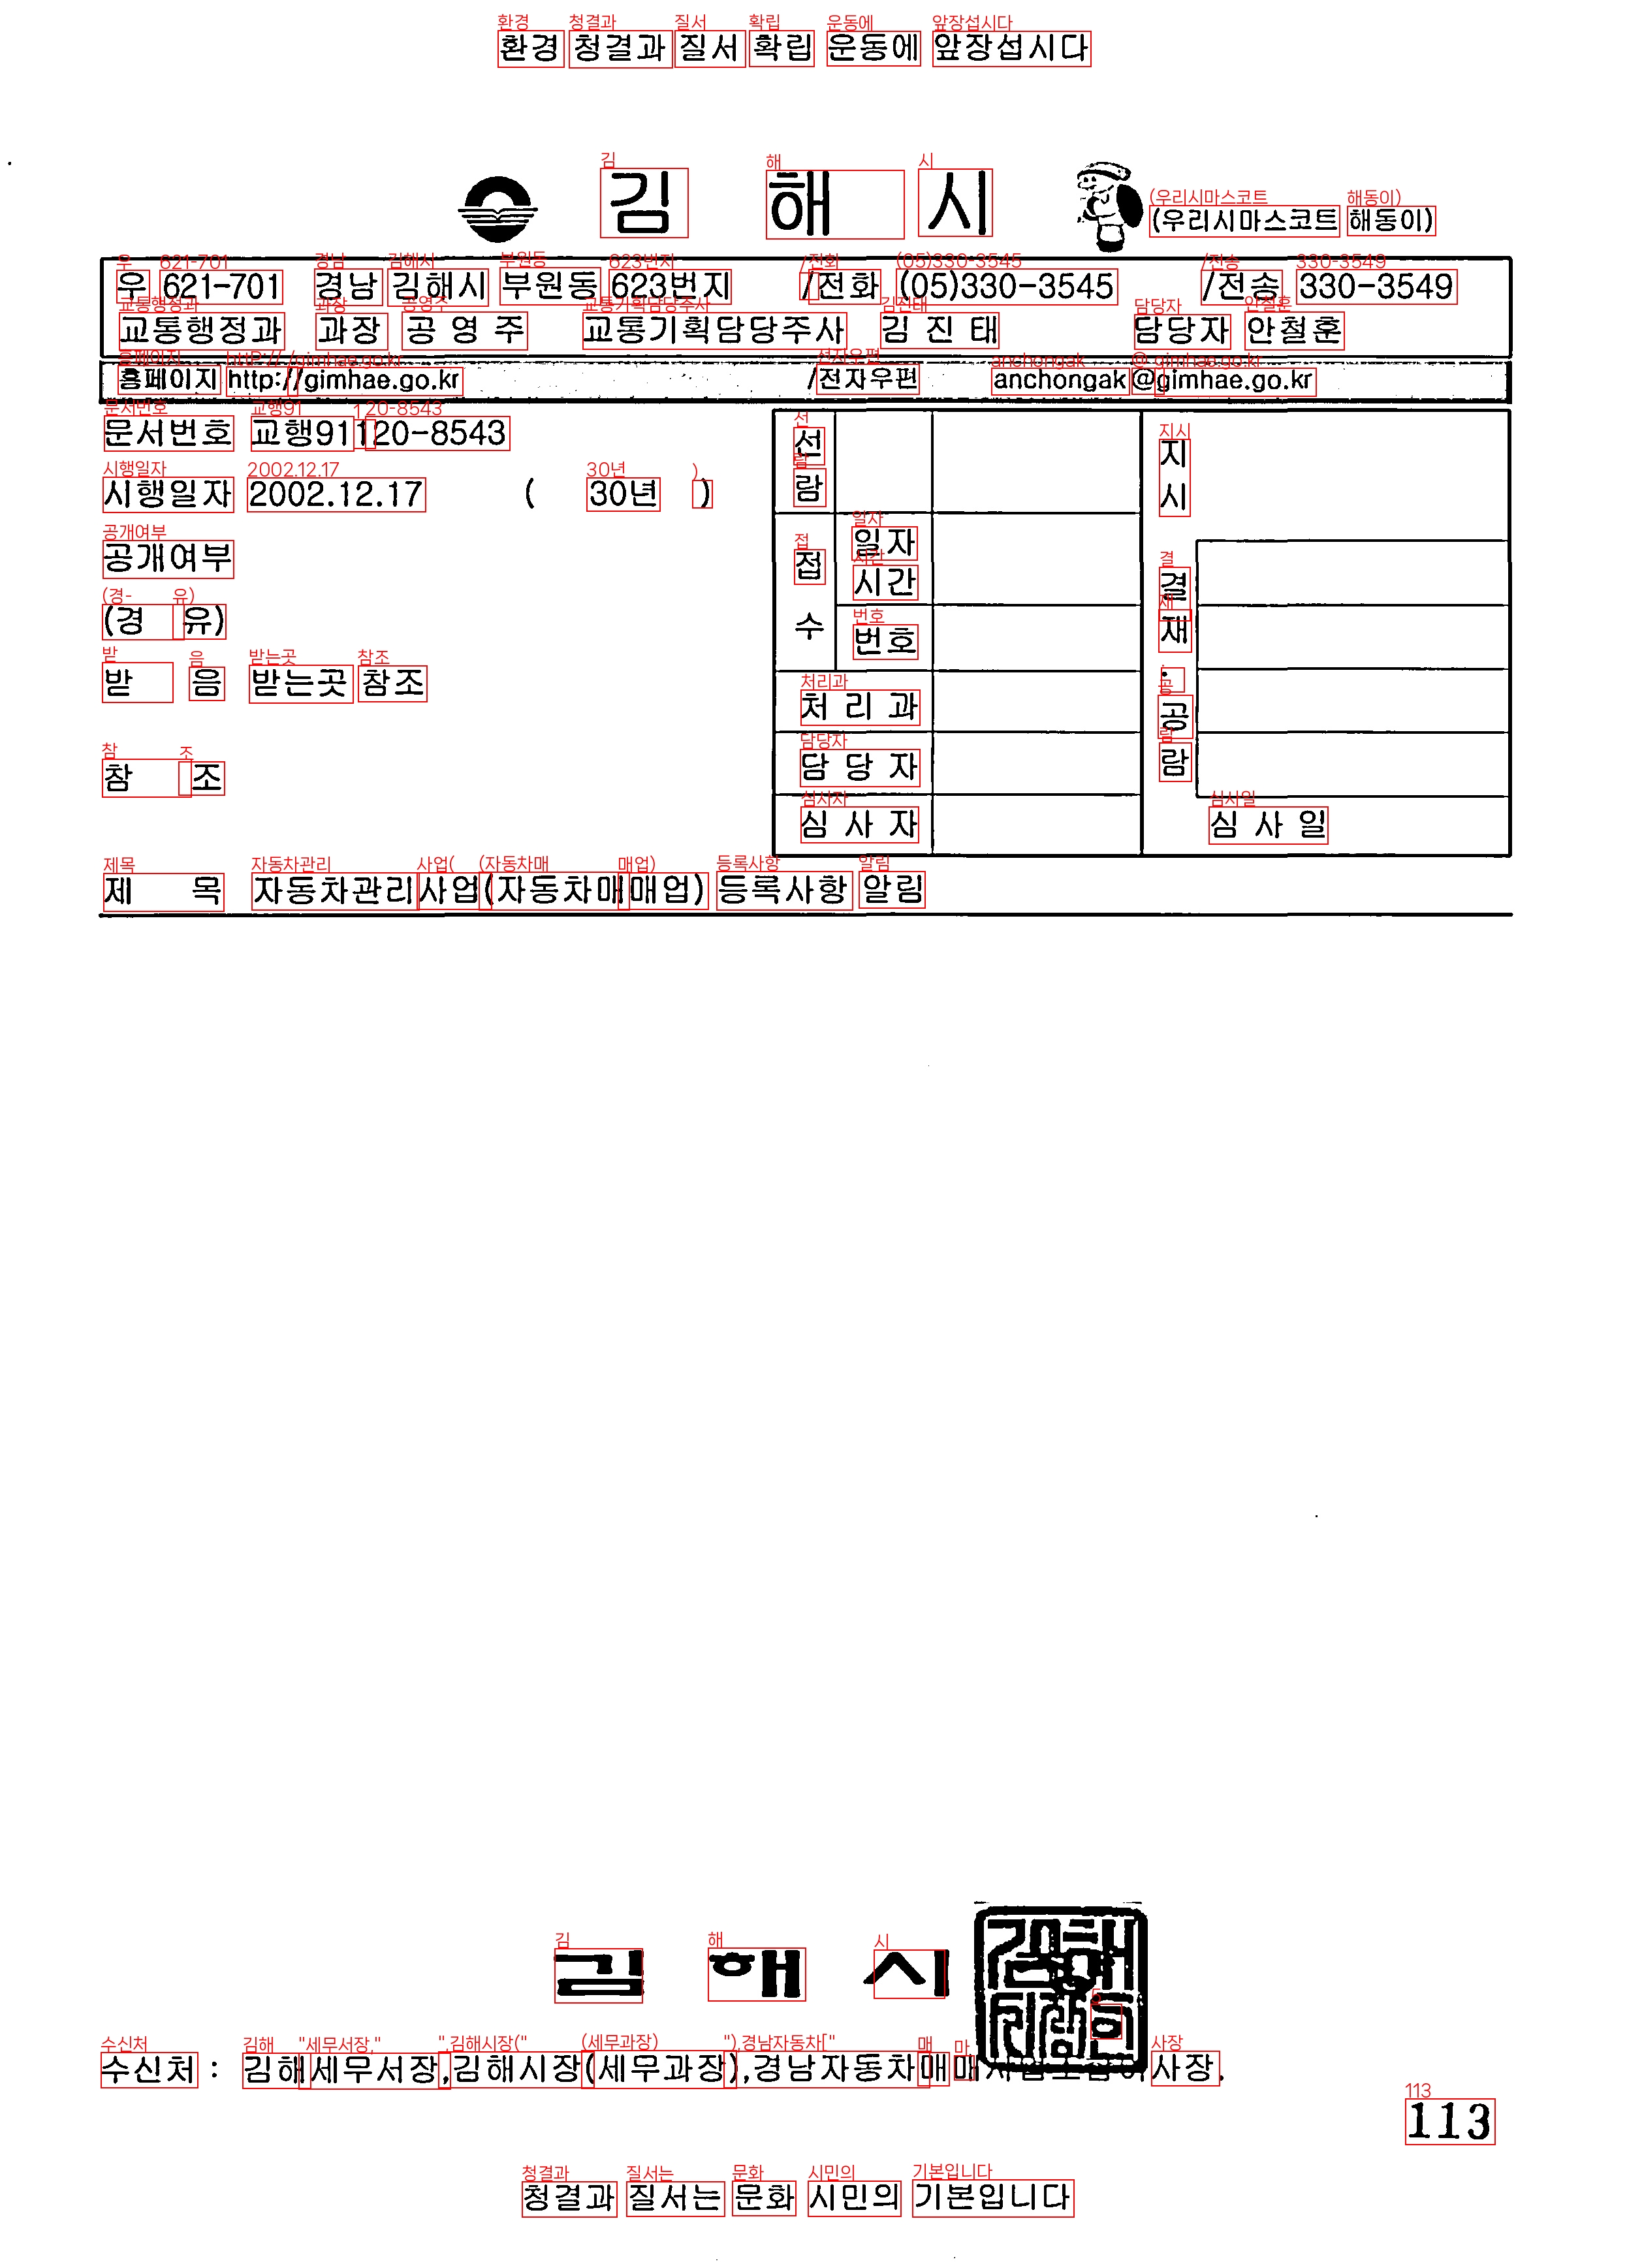 환경 청결과 질서 확립 운동에 앞장섭시다
김 해 시 (우리시마스코트 해동이)
우 621-701 경남 김해시 부원동 623번지 /전화 (05)330-3545 /전송 330-3549
교통행정과 과장 공 영 주 교통기획담당주사 김 진 태 담당자 안철훈
홈페이지 http://gimhae.go.kr /전자우편 anchongak@gimhae.go.kr
문서번호 교행91120-8543
시행일자 2002.12.17 ( 30년 )
공개여부
(경 유)
받 음 받는곳 참조
참 조
선람
접수
일자
시간
번호
처 리 과
담 당 자
심 사 자
지시
결재·공람
심 사 일
제 목 자동차관리사업(자동차매매업) 등록사항 알림
김 해 시
수신처 : 김해세무서장,김해시장(세무과장),경남자동차매매 사장.
113
청결과 질서는 문화 시민의 기본입니다